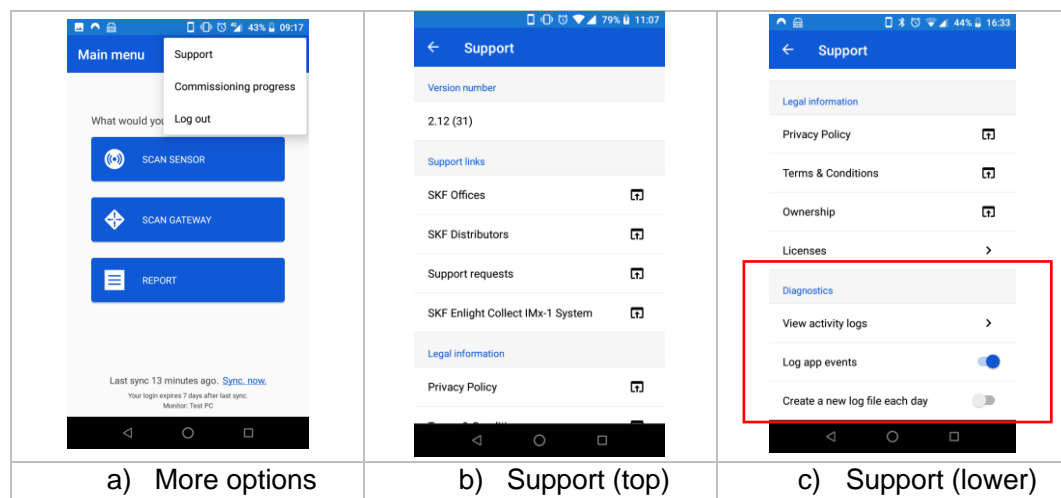 43% 09:17
Main menu
Support
Commissioning progress
Log out
What would you
SCAN SENSOR
SCAN GATEWAY
REPORT
Last sync 13 minutes ago. Sync. now.
Your login expires 7 days after last sync.
Monitor: Test PC
a) More options
79% 11:07
Support
Version number
2.12 (31)
Support links
SKF Offices
SKF Distributors
Support requests
SKF Enlight Collect IMx-1 System
Legal information
Privacy Policy
b) Support (top)
44% 16:33
Support
Legal information
Privacy Policy
Terms & Conditions
Ownership
Licenses
Diagnostics
View activity logs
Log app events
Create a new log file each day
c) Support (lower)